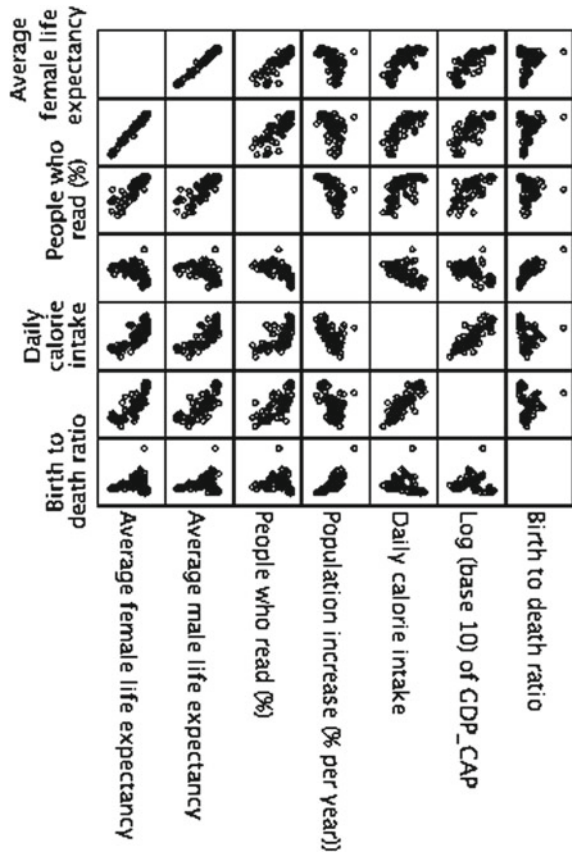 Average
female life
expectancy
People who
read (%)
Daily
calorie
intake
Birth to
death ratio
Average female life expectancy
Average male life expectancy
People who read (%)
Population increase (% per year))
Daily calorie intake
Log (base 10) of GDP_CAP
Birth to death ratio